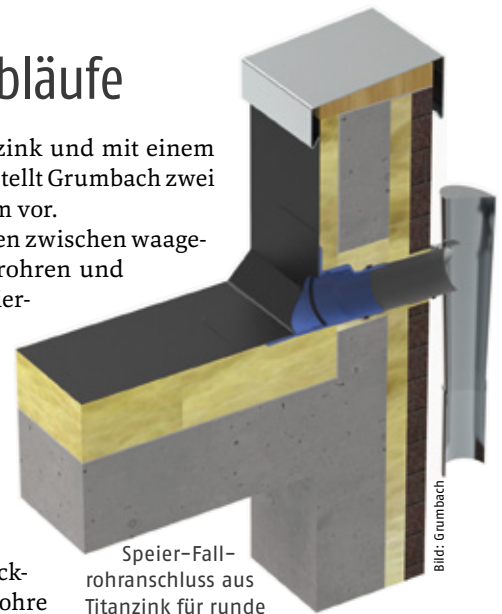 bläufe
zink und mit einem
tellt Grumbach zwei
m vor.
en zwischen waage-
rohren und
ier-
ck-
ohre
Speier-Fall-
rohranschluss aus
Titanzink für runde
Bild: Grumbach